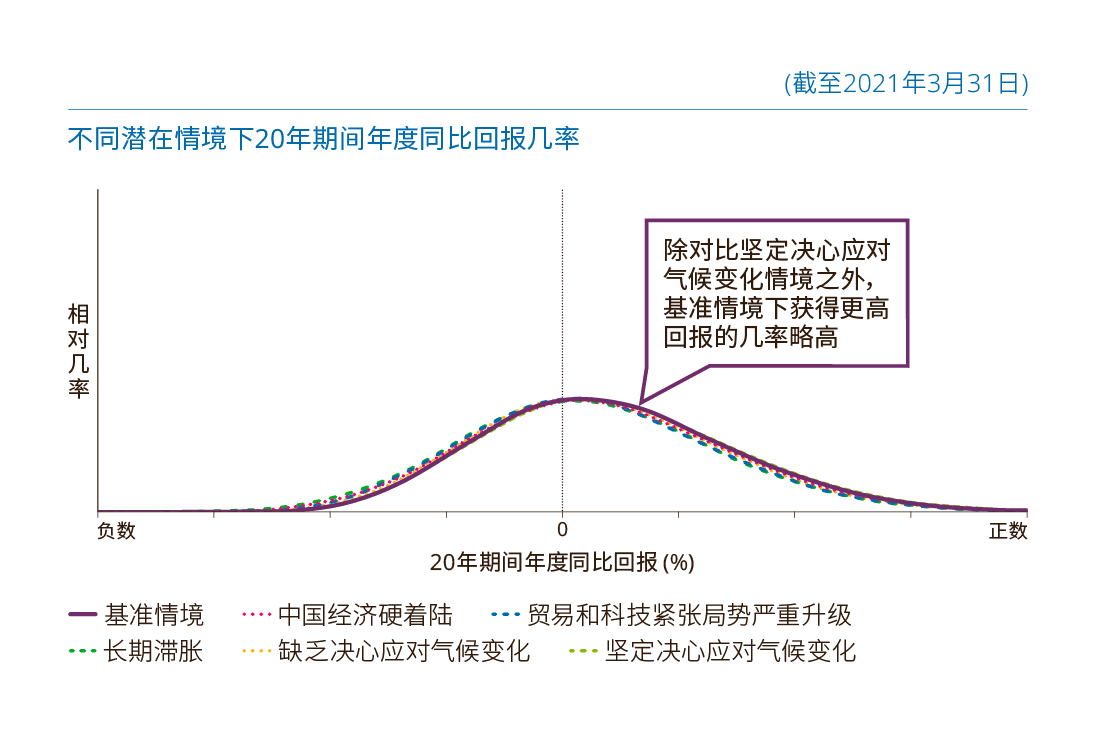 (截至2021年3月31日)
不同潜在情境下20年期间年度同比回报几率
除对比坚定决心应对
气候变化情境之外，
基准情境下获得更高
回报的几率略高
相
对
几
率
负数
0
正数
20年期间年度同比回报 (%)
基准情境
中国经济硬着陆
贸易和科技紧张局势严重升级
长期滞胀
缺乏决心应对气候变化
坚定决心应对气候变化